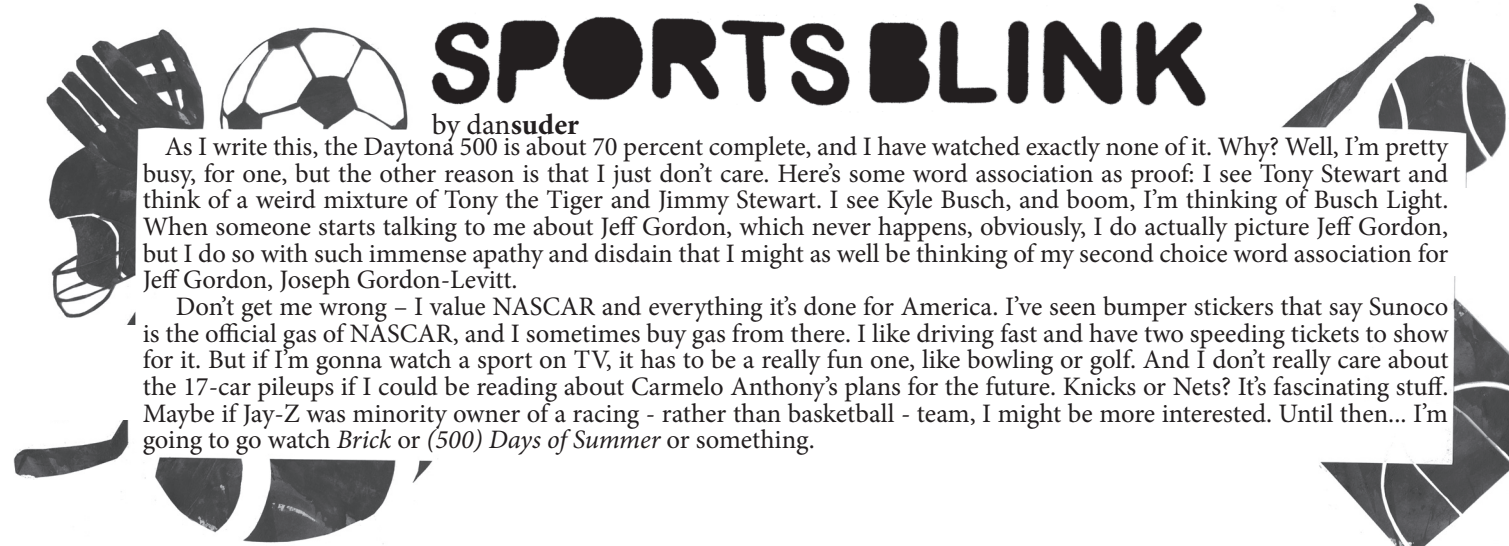 SPORTS BLINK
by dansuder
As I write this, the Daytona 500 is about 70 percent complete, and I have watched exactly none of it. Why? Well, I'm pretty
busy, for one, but the other reason is that I just don't care. Here's some word association as proof: I see Tony Stewart and
think of a weird mixture of Tony the Tiger and Jimmy Stewart. I see Kyle Busch, and boom, I'm thinking of Busch Light.
When someone starts talking to me about Jeff Gordon, which never happens, obviously, I do actually picture Jeff Gordon,
but I do so with such immense apathy and disdain that I might as well be thinking of my second choice word association for
Jeff Gordon, Joseph Gordon-Levitt.
Don't get me wrong – I value NASCAR and everything it's done for America. I've seen bumper stickers that say Sunoco
is the official gas of NASCAR, and I sometimes buy gas from there. I like driving fast and have two speeding tickets to show
for it. But if I'm gonna watch a sport on TV, it has to be a really fun one, like bowling or golf. And I don't really care about
the 17-car pileups if I could be reading about Carmelo Anthony's plans for the future. Knicks or Nets? It's fascinating stuff.
Maybe if Jay-Z was minority owner of a racing - rather than basketball - team, I might be more interested. Until then... I'm
going to go watch Brick or (500) Days of Summer or something.